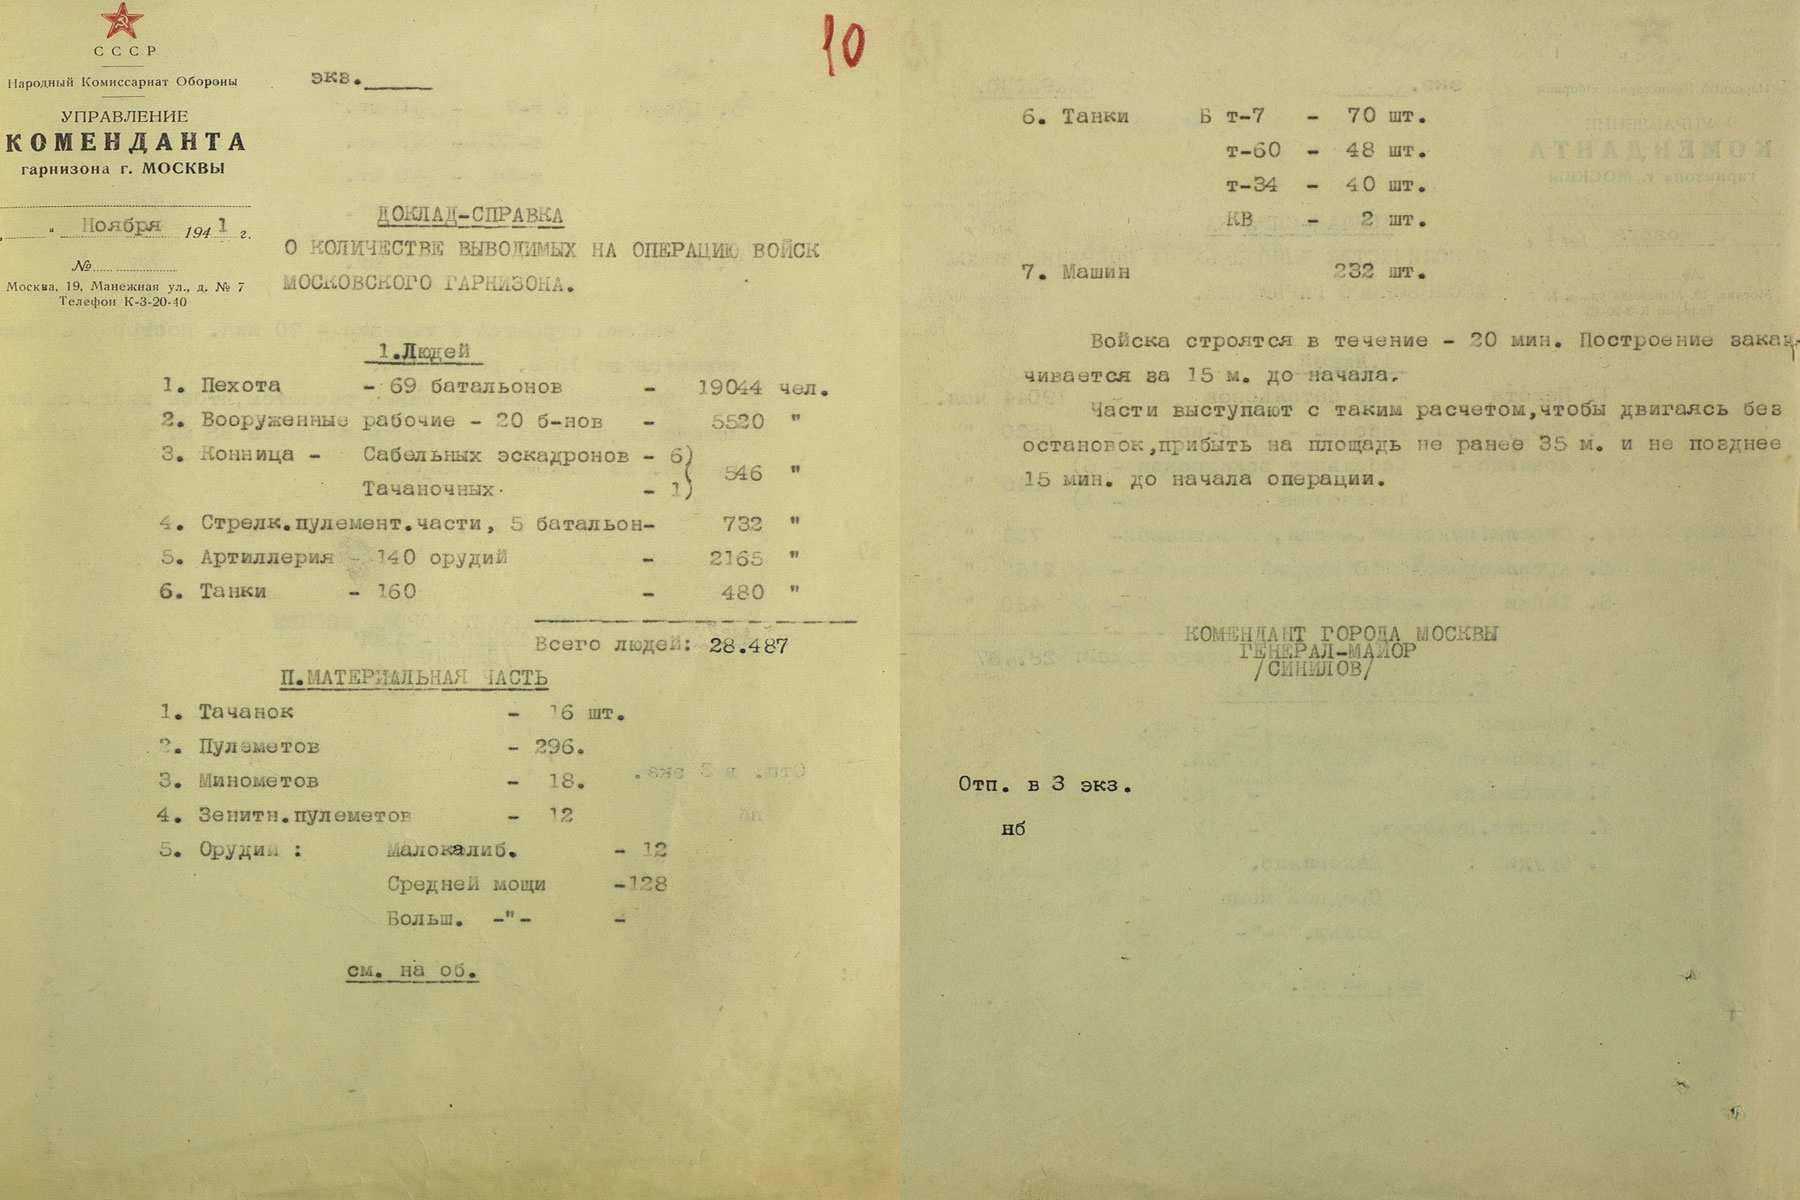 10
СССР
Народный Комиссариат Обороны
УПРАВЛЕНИЕ
КОМЕНДАНТА
гарнизона г. МОСКВЫ
" Ноября 1941 г.
№
Москва, 19, Манежная ул., д. № 7
Телефон К-3-20-40
экз.
ДОКЛАД-СПРАВКА
О КОЛИЧЕСТВЕ ВЫВОДИМЫХ НА ОПЕРАЦИЮ ВОЙСК
МОСКОВСКОГО ГАРНИЗОНА.
1.Людей
1. Пехота - 69 батальонов - 19044 чел.
2. Вооруженные рабочие - 20 б-нов - 5520 "
3. Конница - Сабельных эскадронов - 6) 546 "
Тачаночных - 1)
4. Стрелк.пулемент.части, 5 батальон- 732 "
5. Артиллерия - 140 орудий - 2165 "
6. Танки - 160 - 480 "
Всего людей: 28.487
П.МАТЕРИАЛЬНАЯ ЧАСТЬ
1. Тачанок - 16 шт.
2. Пулеметов - 296.
3. Минометов - 18.
4. Зенитн.пулеметов - 12
5. Орудий : Малокалиб. - 12
Средней мощи -128
Больш. -"- -
см. на об.
6. Танки Б т-7 - 70 шт.
т-60 - 48 шт.
т-34 - 40 шт.
КВ - 2 шт.
7. Машин 232 шт.
Войска строятся в течение - 20 мин. Построение закан-
чивается за 15 м. до начала.
Части выступают с таким расчетом,чтобы двигаясь без
остановок,прибыть на площадь не ранее 35 м. и не позднее
15 мин. до начала операции.
КОМЕНДАНТ ГОРОДА МОСКВЫ
ГЕНЕРАЛ-МАЙОР
/СИНИЛОВ/
Отп. в 3 экз.
нб